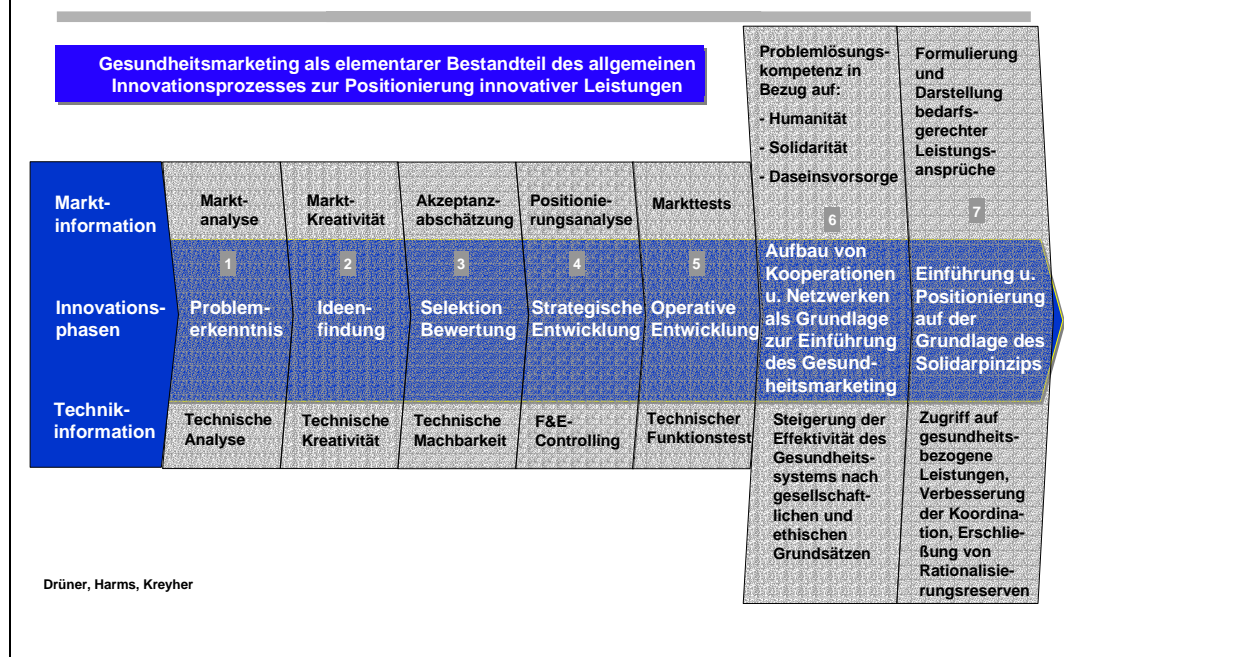 Gesundheitsmarketing als elementarer Bestandteil des allgemeinen
Innovationsprozesses zur Positionierung innovativer Leistungen
Markt-
information
Innovations-
phasen
Technik-
information
Markt-
analyse
1
Problem-
erkenntnis
Technische
Analyse
Markt-
Kreativität
2
Ideen-
findung
Technische
Kreativität
Akzeptanz-
abschätzung
3
Selektion
Bewertung
Technische
Machbarkeit
Positionie-
rungsanalyse
4
Strategische
Entwicklung
F&E-
Controlling
Markttests
5
Operative
Entwicklung
Technischer
Funktionstest
Problemlösungs-
kompetenz in
Bezug auf:
- Humanität
- Solidarität
- Daseinsvorsorge
6
Aufbau von
Kooperationen
u. Netzwerken
als Grundlage
zur Einführung
des Gesund-
heitsmarketing
Steigerung der
Effektivität des
Gesundheits-
systems nach
gesellschaft-
lichen und
ethischen
Grundsätzen
Formulierung
und
Darstellung
bedarfs-
gerechter
Leistungs-
ansprüche
7
Einführung u.
Positionierung
auf der
Grundlage des
Solidarpinzips
Zugriff auf
gesundheits-
bezogene
Leistungen,
Verbesserung
der Koordina-
tion, Erschlie-
ßung von
Rationalisie-
rungsreserven
Drüner, Harms, Kreyher